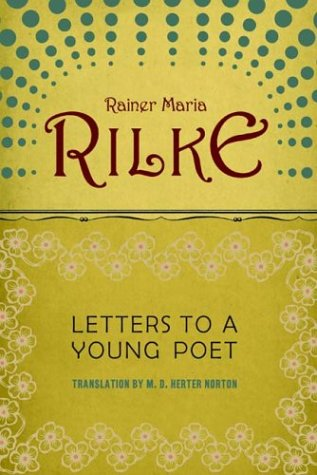 Rainer Maria
RILKE
LETTERS TO A
YOUNG POET
TRANSLATION BY M. D. HERTER NORTON